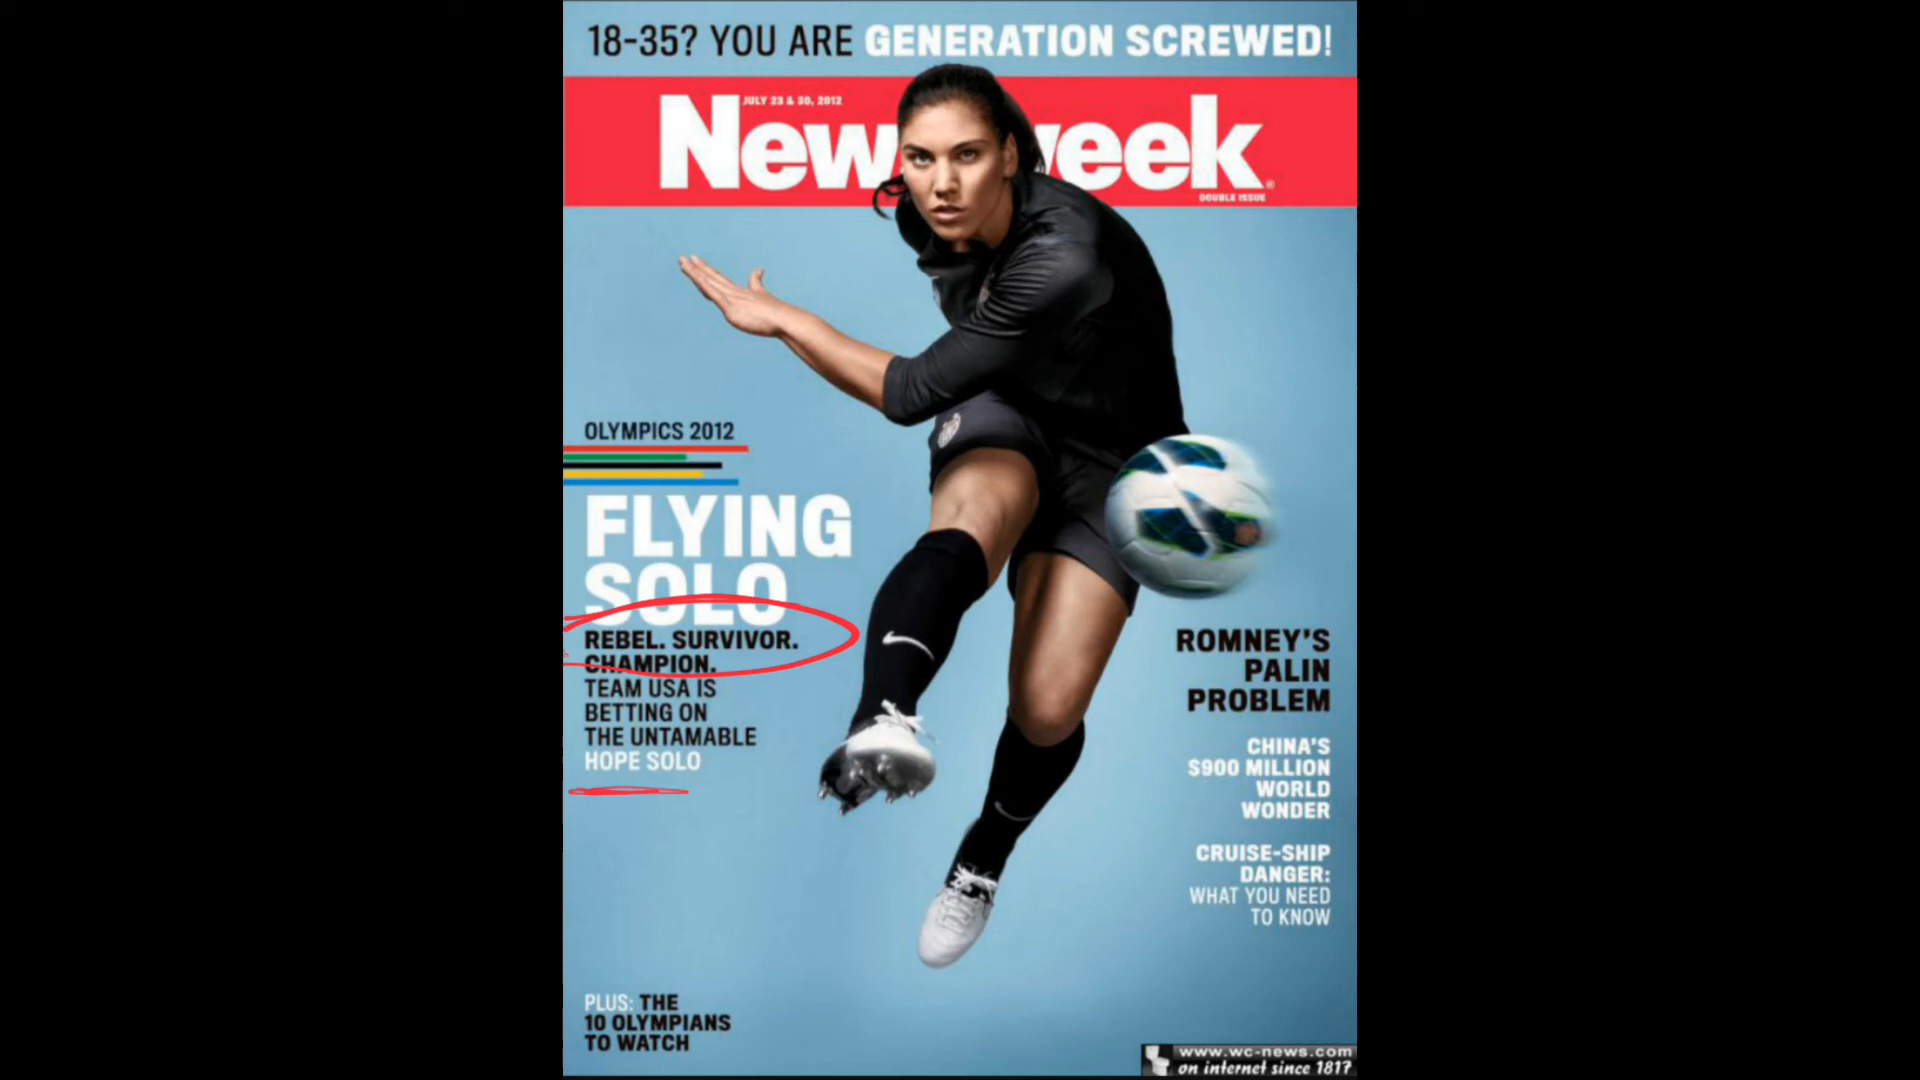 18-35? YOU ARE GENERATION SCREWED!
JULY 23 & 30, 2012
New week
DOUBLE ISSUE
OLYMPICS 2012
FLYING
SOLO
REBEL. SURVIVOR.
CHAMPION.
TEAM USA IS
BETTING ON
THE UNTAMABLE
HOPE SOLO
ROMNEY'S
PALIN
PROBLEM
CHINA'S
$900 MILLION
WORLD
WONDER
CRUISE-SHIP
DANGER:
WHAT YOU NEED
TO KNOW
PLUS: THE
10 OLYMPIANS
TO WATCH
www.wc-news.com
on internet since 1817